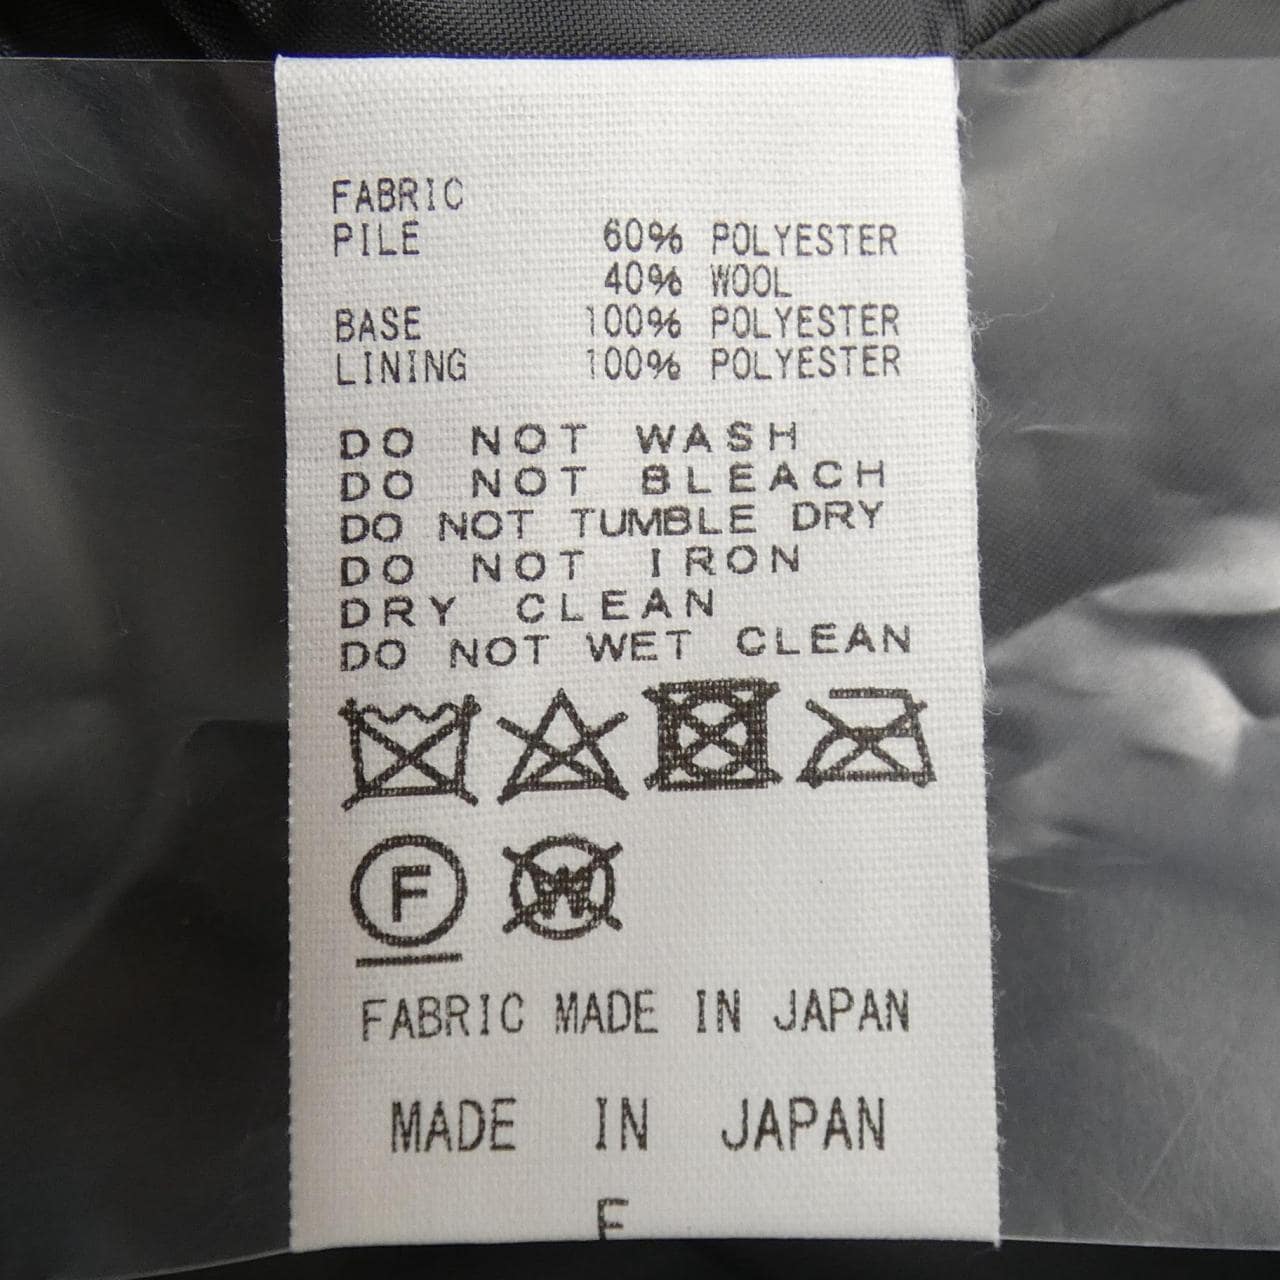 FABRIC
PILE 60% POLYESTER
40% WOOL
BASE 100% POLYESTER
LINING 100% POLYESTER
DO NOT WASH
DO NOT BLEACH
DO NOT TUMBLE DRY
DO NOT IRON
DRY CLEAN
DO NOT WET CLEAN
F W
FABRIC MADE IN JAPAN
MADE IN JAPAN